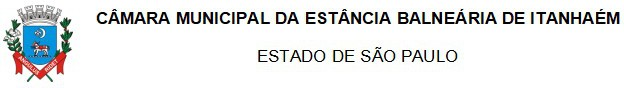 CÂMARA MUNICIPAL DA ESTÂNCIA BALNEÁRIA DE ITANHAÉM
ESTADO DE SÃO PAULO